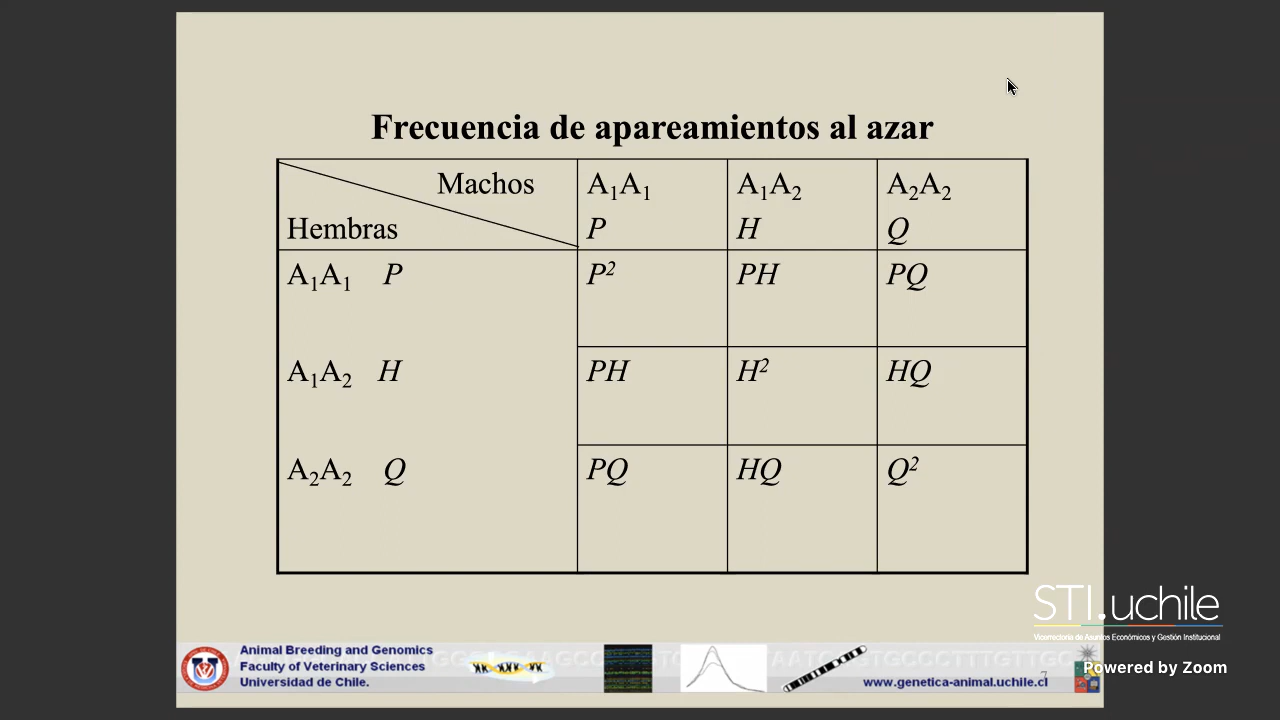 Frecuencia de apareamientos al azar
Machos
Hembras
A₁A₁
P
A₁A₂
H
A₂A₂
Q
A₁A₁ P
P²
PH
PQ
A₁A₂ H
PH
H²
HQ
A₂A₂ Q
PQ
HQ
Q²
STI.uchile
Vicerrectoría de Asuntos Económicos y Gestión Institucional
Powered by Zoom
Animal Breeding and Genomics
Faculty of Veterinary Sciences
Universidad de Chile.
www.genetica-animal.uchile.cl
7